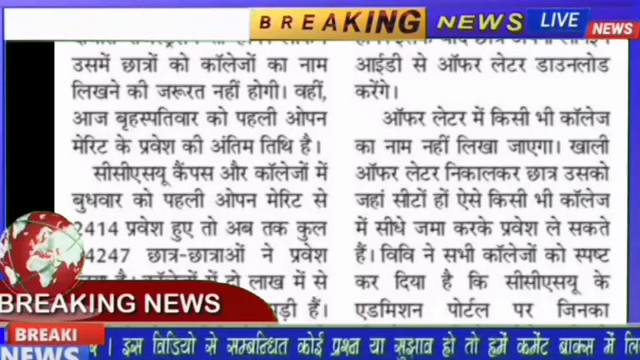 BREAKING NEWS LIVE NEWS
उसमें छात्रों को कॉलेजों का नाम
लिखने की जरूरत नहीं होगी। वहीं,
आज बृहस्पतिवार को पहली ओपन
मेरिट के प्रवेश की अंतिम तिथि है।
सीसीएसयू कैंपस और कॉलेजों में
बुधवार को पहली ओपन मेरिट से
2414 प्रवेश हुए तो अब तक कुल
4247 छात्र-छात्राओं ने प्रवेश
में दो लाख में से
आईडी से ऑफर लेटर डाउनलोड
करेंगे।
ऑफर लेटर में किसी भी कॉलेज
का नाम नहीं लिखा जाएगा। खाली
ऑफर लेटर निकालकर छात्र उसको
जहां सीटों हों ऐसे किसी भी कॉलेज
में सीधे जमा करके प्रवेश ले सकते
हैं। विवि ने सभी कॉलेजों को स्पष्ट
कर दिया है कि सीसीएसयू के
एडमिशन पोर्टल पर जिनका
BREAKING NEWS
BREAKI
NEWS
। इस विडियो से सम्बन्धित कोई प्रश्न या सुझाव हो तो हमें कमेंट बाक्स में